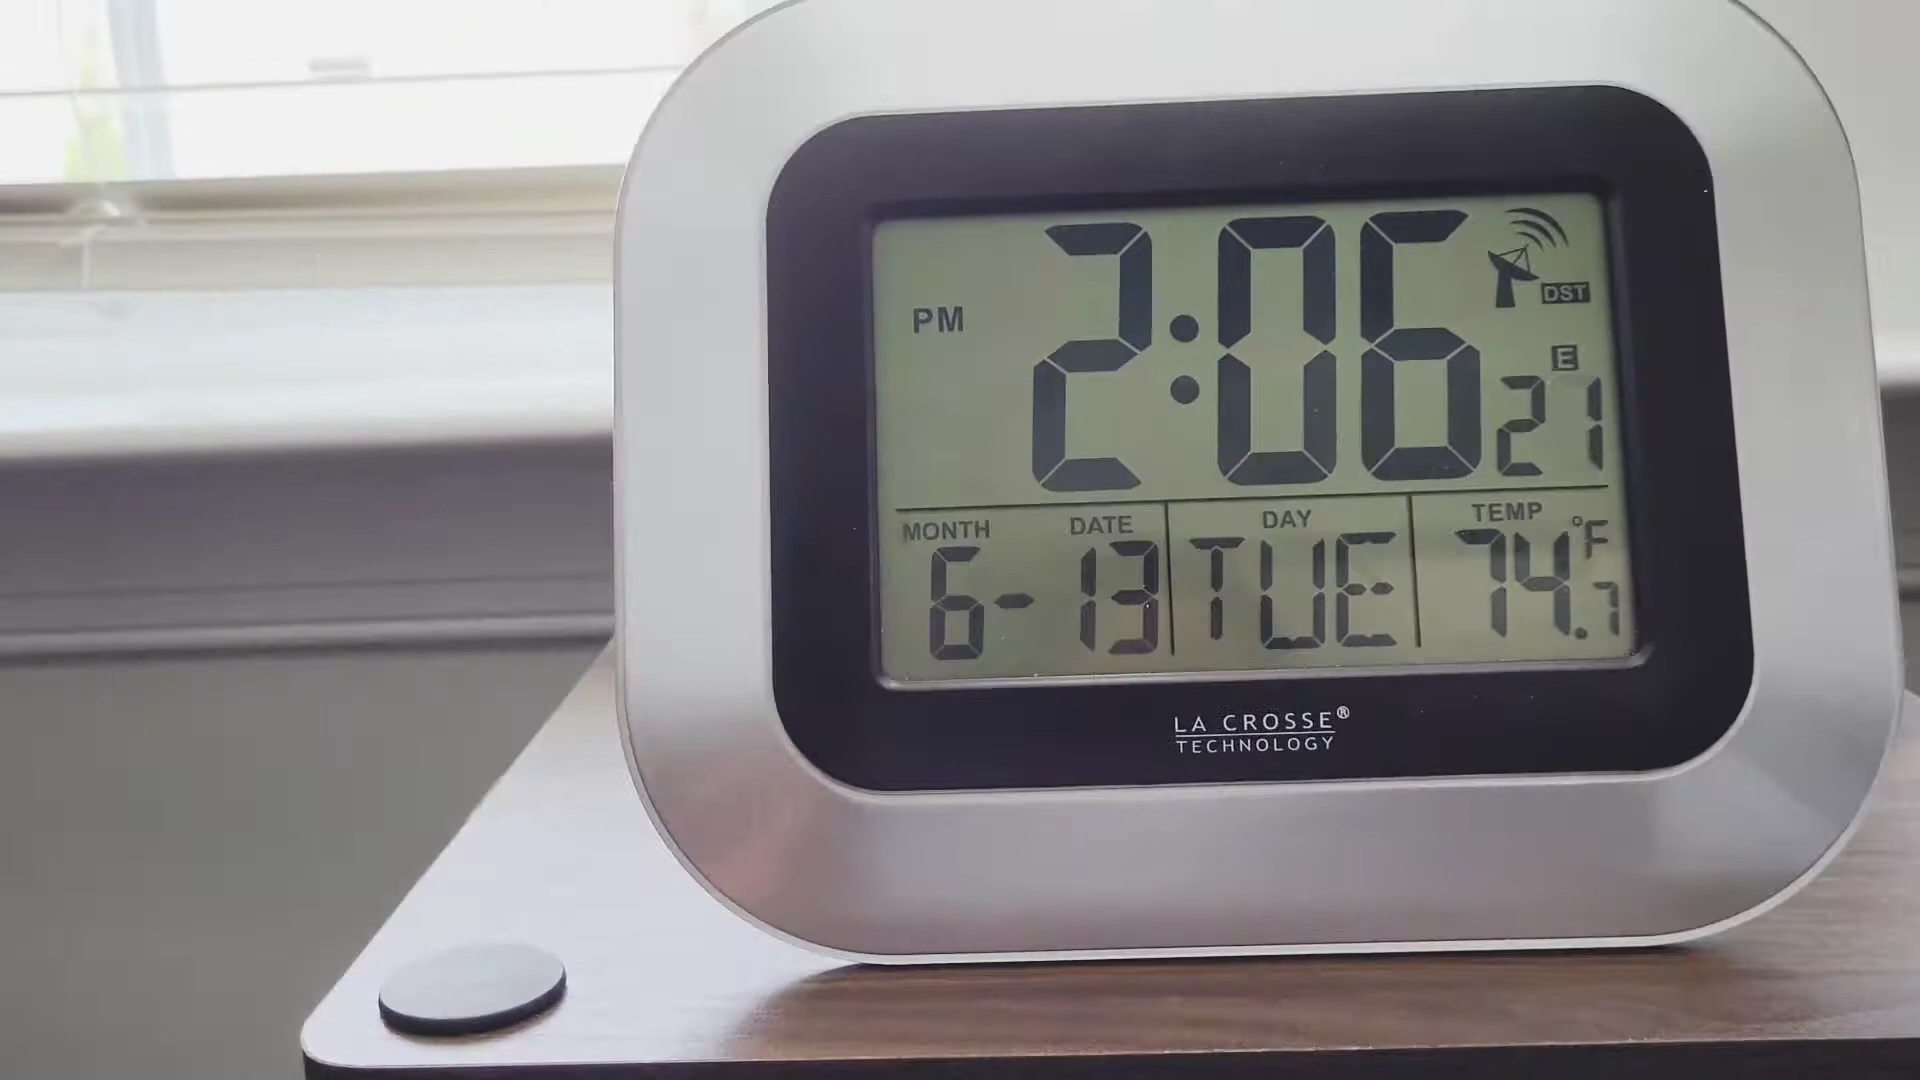 PM 2:06 21
DST
E
MONTH DATE DAY TEMP
6-13 TUE 74.7 °F
LA CROSSE®
TECHNOLOGY